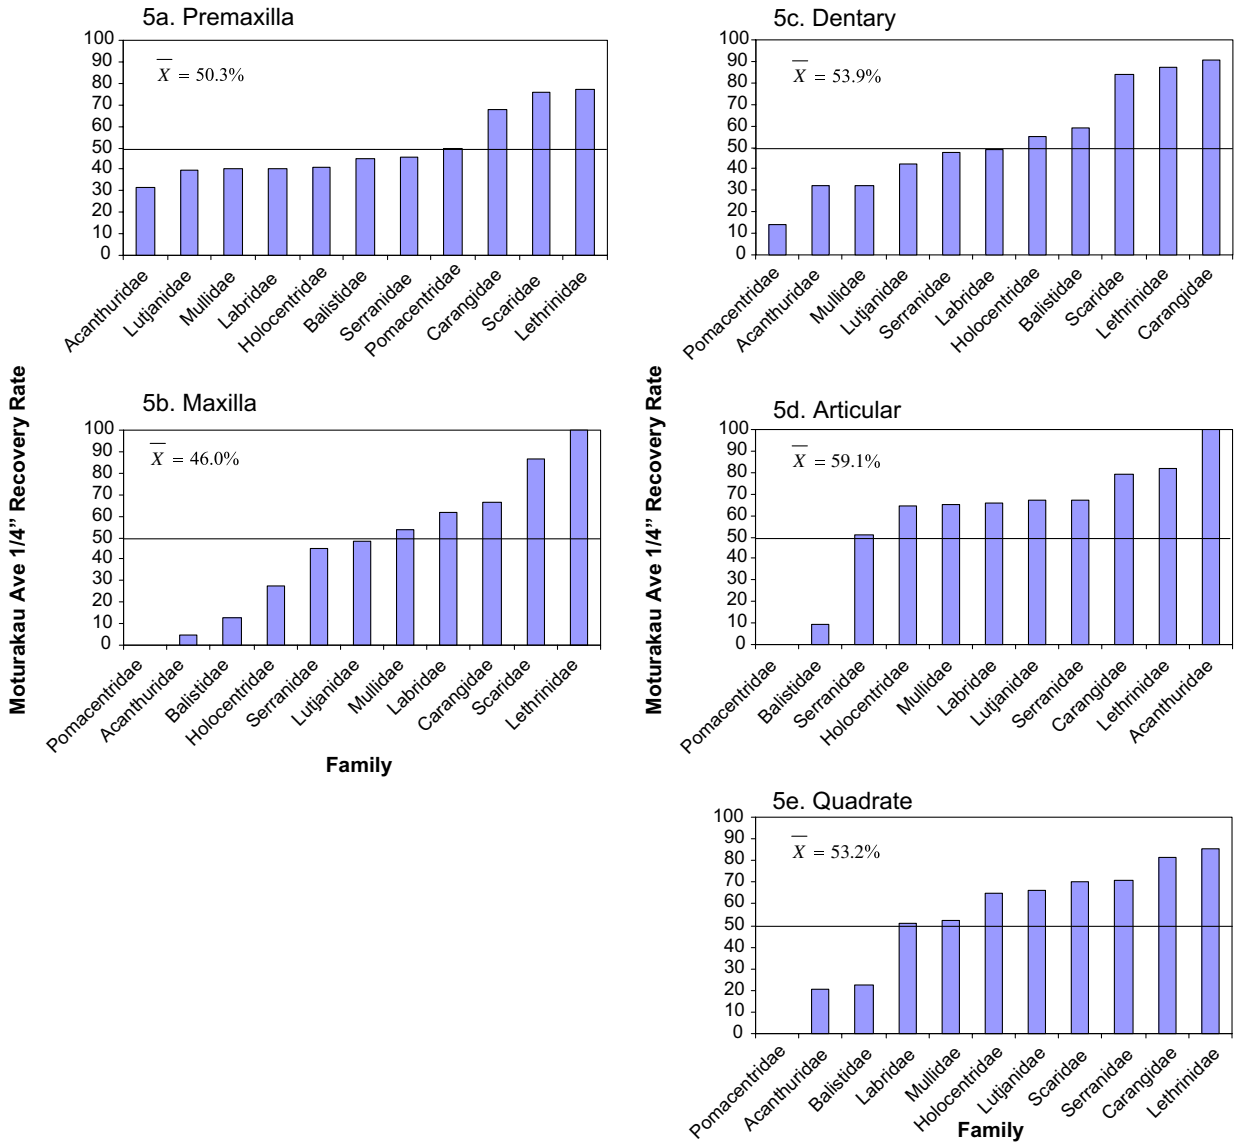 5a. Premaxilla
100
90
80
70
60
50
40
30
20
10
0
X = 50.3%
Acanthuridae
Lutjanidae
Mullidae
Labridae
Holocentridae
Balistidae
Serranidae
Pomacentridae
Carangidae
Scaridae
Lethrinidae
5b. Maxilla
100
90
80
70
60
50
40
30
20
10
0
X = 46.0%
Pomacentridae
Acanthuridae
Balistidae
Holocentridae
Serranidae
Lutjanidae
Mullidae
Labridae
Carangidae
Scaridae
Lethrinidae
Moturakau Ave 1/4” Recovery Rate
Family
5c. Dentary
100
90
80
70
60
50
40
30
20
10
0
X = 53.9%
Pomacentridae
Acanthuridae
Mullidae
Lutjanidae
Serranidae
Labridae
Holocentridae
Balistidae
Scaridae
Lethrinidae
Carangidae
5d. Articular
100
90
80
70
60
50
40
30
20
10
0
X = 59.1%
Pomacentridae
Balistidae
Serranidae
Holocentridae
Mullidae
Labridae
Lutjanidae
Serranidae
Carangidae
Lethrinidae
Acanthuridae
Moturakau Ave 1/4” Recovery Rate
5e. Quadrate
100
90
80
70
60
50
40
30
20
10
0
X = 53.2%
Pomacentridae
Acanthuridae
Balistidae
Labridae
Mullidae
Holocentridae
Lutjanidae
Scaridae
Serranidae
Carangidae
Lethrinidae
Family